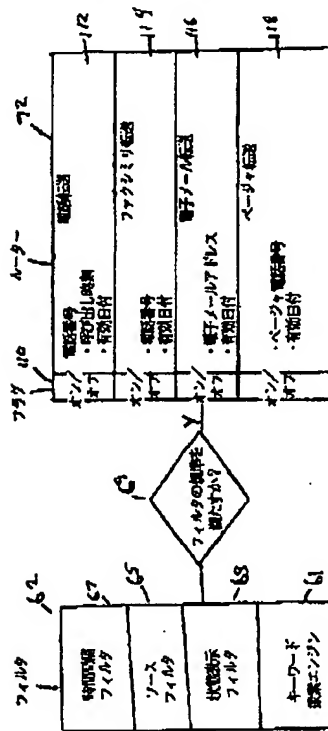 フィルタ
62
時間間隔
フィルタ
67
ソース
フィルタ
65
フィルタ
63
キーワード
検索エンジン
61
フィルタの規準を
満たすか?
69
Y
フラグ
110
ルーター
72
オン/
オフ
電話転送
電話番号
・呼び出し時刻
・有効日付
112
オン/
オフ
ファクシミリ転送
・電話番号
・有効日付
114
オン/
オフ
電子メール転送
・電子メールアドレス
・有効日付
116
オン/
オフ
ページャ転送
・ページャ電話番号
・有効日付
118